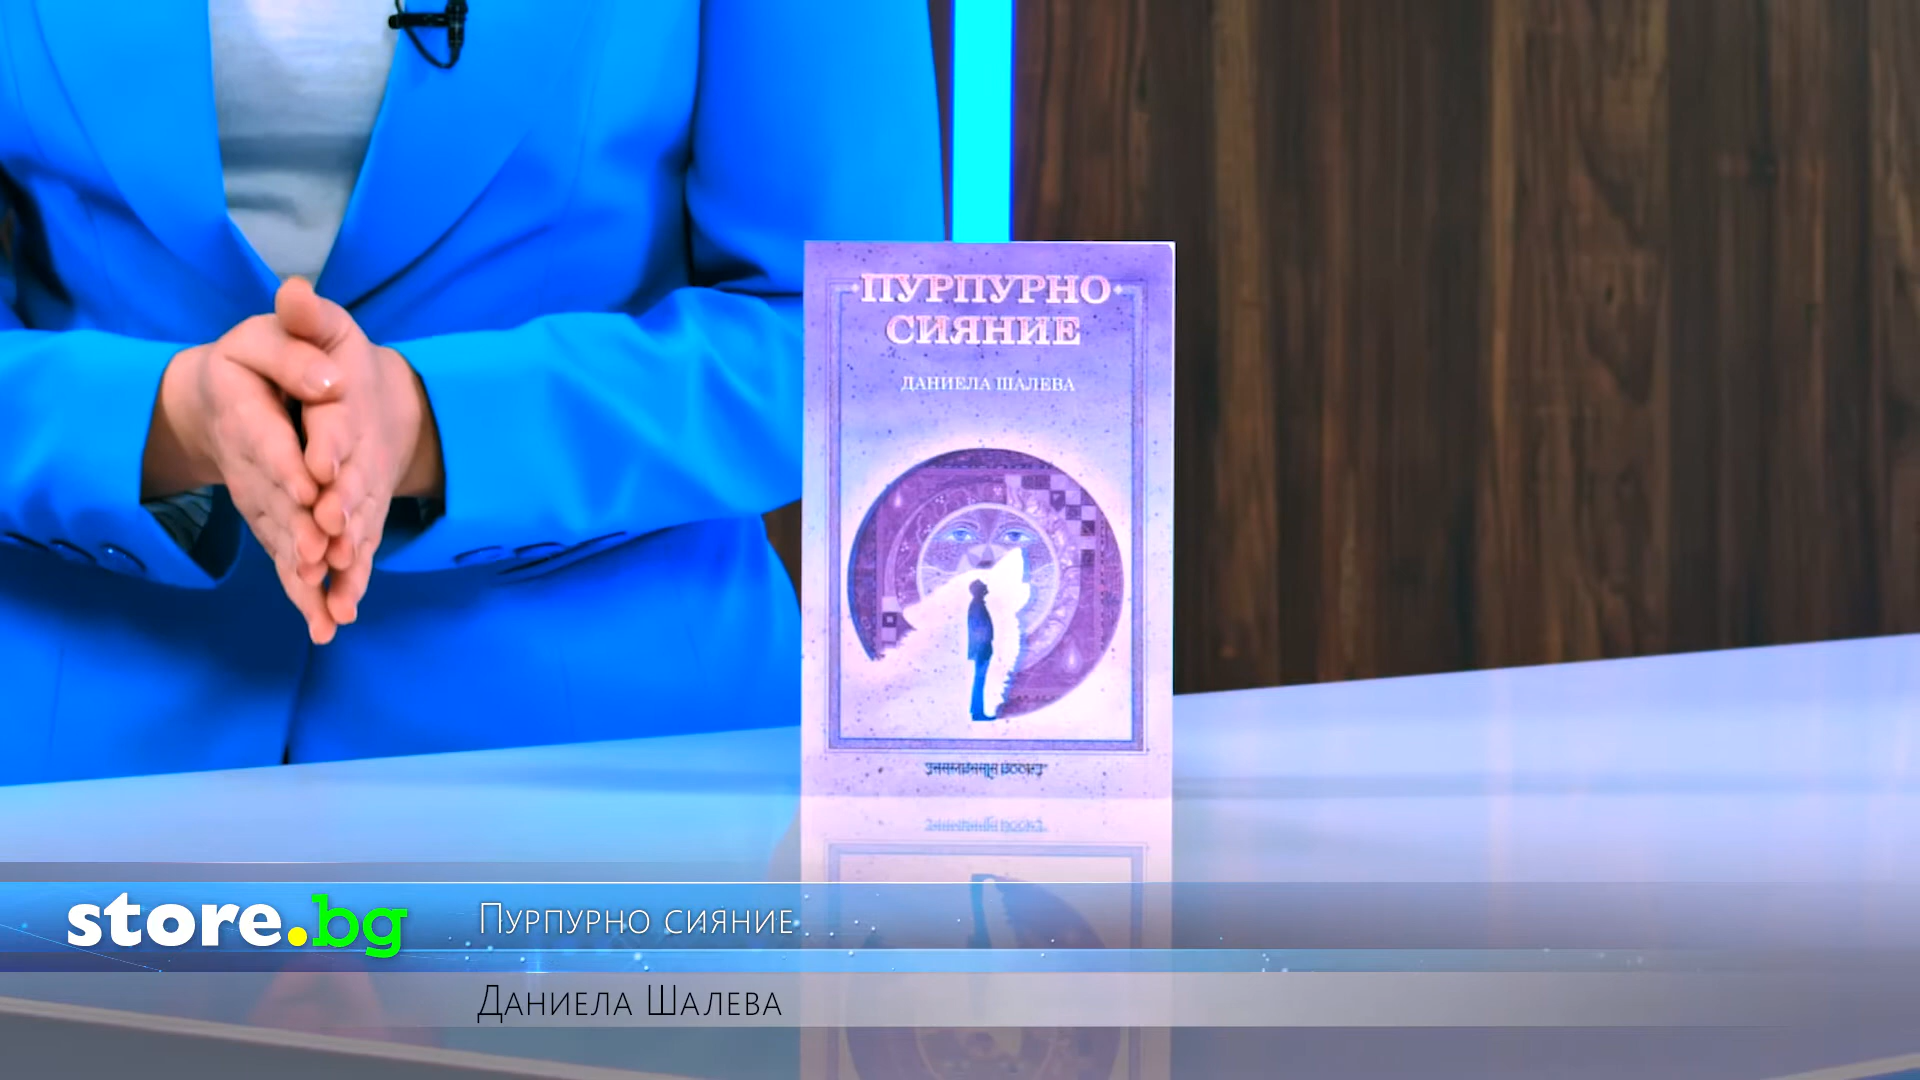 ПУРПУРНО
СИЯНИЕ
ДАНИЕЛА ШАЛЕВА
store.bg
Пурпурно сияние
Даниела Шалева